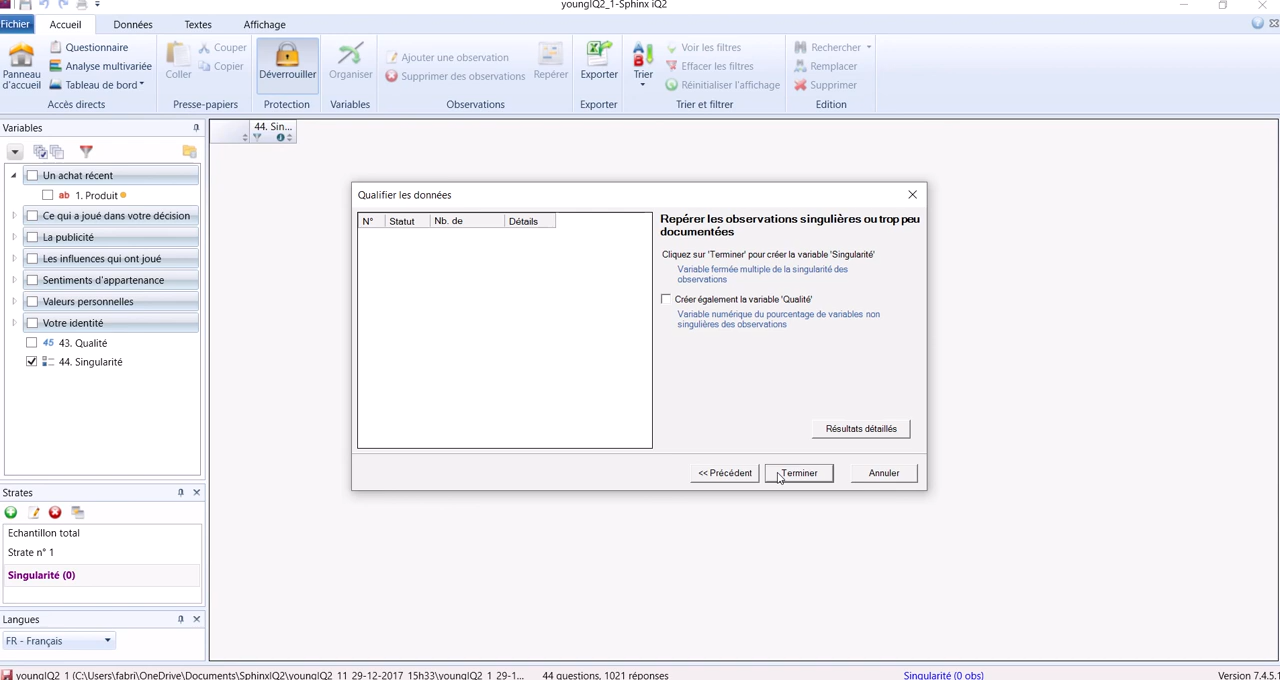 youngIQ2_1-Sphinx iQ2
Fichier Accueil Données Textes Affichage
Panneau d'accueil
Questionnaire
Analyse multivariée
Tableau de bord
Accès directs
Coller
Couper
Copier
Presse-papiers
Déverrouiller
Protection
Organiser
Variables
Ajouter une observation
Supprimer des observations
Repérer
Observations
Exporter
Exporter
Trier
Voir les filtres
Effacer les filtres
Réinitialiser l'affichage
Trier et filtrer
Rechercher
Remplacer
Supprimer
Edition
Variables
Un achat récent
ab 1. Produit
Ce qui a joué dans votre décision
La publicité
Les influences qui ont joué
Sentiments d'appartenance
Valeurs personnelles
Votre identité
45 43. Qualité
44. Singularité
Strates
Echantillon total
Strate n° 1
Singularité (0)
Langues
FR - Français
44. Sin...
Qualifier les données
N° Statut Nb. de Détails
Repérer les observations singulières ou trop peu
documentées
Cliquez sur 'Terminer' pour créer la variable 'Singularité'
Variable fermée multiple de la singularité des
observations
Créer également la variable 'Qualité'
Variable numérique du pourcentage de variables non
singulières des observations
Résultats détaillés
<< Précédent Terminer Annuler
youngIQ2_1 (C:\Users\fabri\OneDrive\Documents\SphinxIQ2\youngIQ2_11_29-12-2017_15h33\youngIQ2_1_29-1... 44 questions, 1021 réponses Singularité (0 obs) Version 7.4.5.1